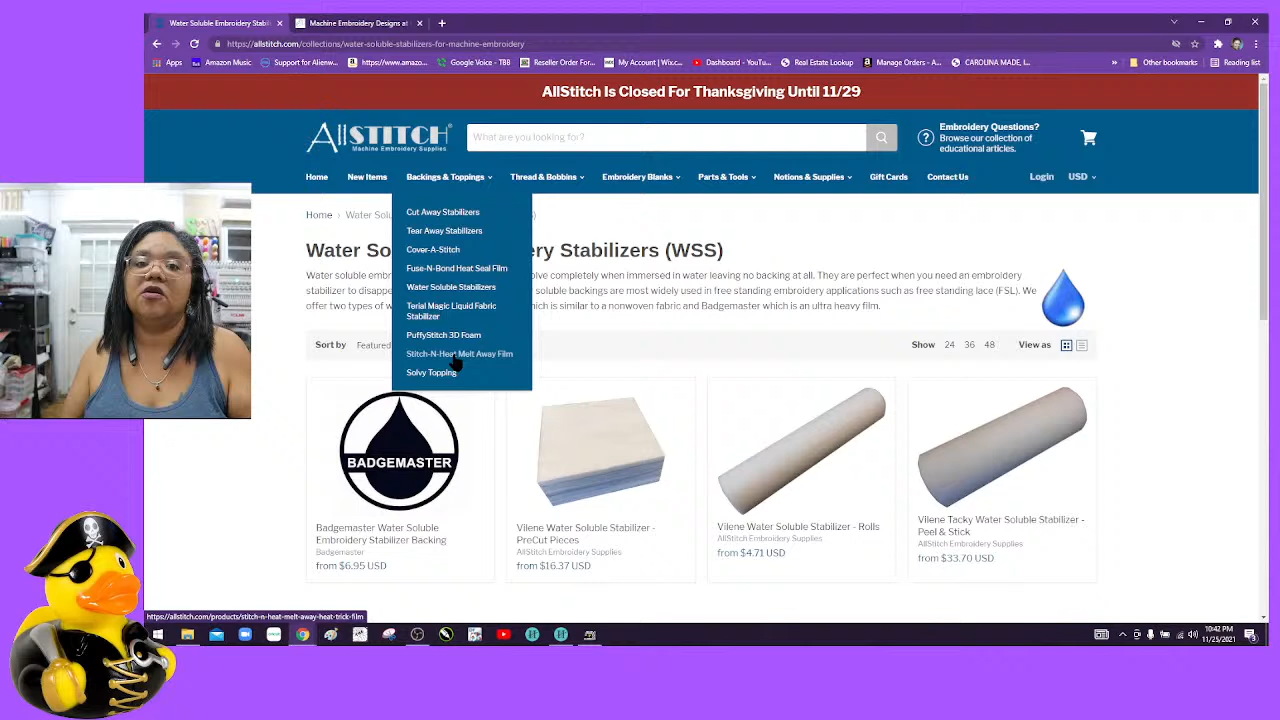 Water Soluble Embroidery Stabi
Machine Embroidery Designs at
https://allstitch.com/collections/water-soluble-stabilizers-for-machine-embroidery
Apps
Amazon Music
Support for Alienw...
https://www.amazo...
Google Voice - TBB
Reseller Order For...
My Account | Wix.c...
Dashboard - YouTu...
Real Estate Lookup
Manage Orders - A...
CAROLINA MADE, I...
Other bookmarks
Reading list
AllStitch Is Closed For Thanksgiving Until 11/29
AllSTITCH
Machine Embroidery Supplies
What are you looking for?
Embroidery Questions?
Browse our collection of
educational articles.
Home
New Items
Backings & Toppings
Thread & Bobbins
Embroidery Blanks
Parts & Tools
Notions & Supplies
Gift Cards
Contact Us
Login
USD
Cut Away Stabilizers
Tear Away Stabilizers
Cover-A-Stitch
Fuse-N-Bond Heat Seal Film
Water Soluble Stabilizers
Terial Magic Liquid Fabric
Stabilizer
PuffyStitch 3D Foam
Stitch-N-Heat Melt Away Film
Solvy Topping
Home › Water Solu
Water So ery Stabilizers (WSS)
Water soluble embr olve completely when immersed in water leaving no backing at all. They are perfect when you need an embroidery
stabilizer to disappe soluble backings are most widely used in free standing embroidery applications such as free standing lace (FSL). We
offer two types of w ch is similar to a nonwoven fabric and Badgemaster which is an ultra heavy film.
Sort by Featured
Show 24 36 48 View as
BADGEMASTER
Badgemaster Water Soluble
Embroidery Stabilizer Backing
Badgemaster
from $6.95 USD
Vilene Water Soluble Stabilizer -
PreCut Pieces
AllStitch Embroidery Supplies
from $16.37 USD
Vilene Water Soluble Stabilizer - Rolls
AllStitch Embroidery Supplies
from $4.71 USD
Vilene Tacky Water Soluble Stabilizer -
Peel & Stick
AllStitch Embroidery Supplies
from $33.70 USD
https://allstitch.com/products/stitch-n-heat-melt-away-heat-trick-film
10:42 PM
11/25/2021